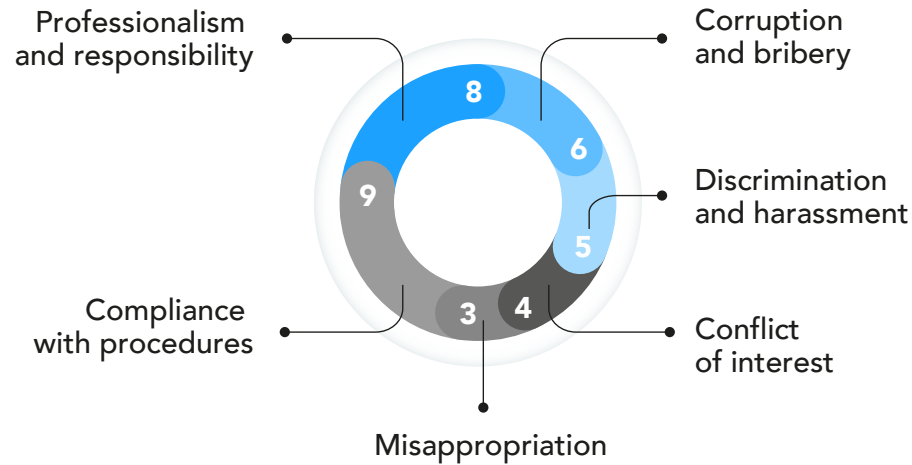 Professionalism
and responsibility
Corruption
and bribery
8
6
Discrimination
and harassment
9
5
Compliance
with procedures
3
4
Conflict
of interest
Misappropriation